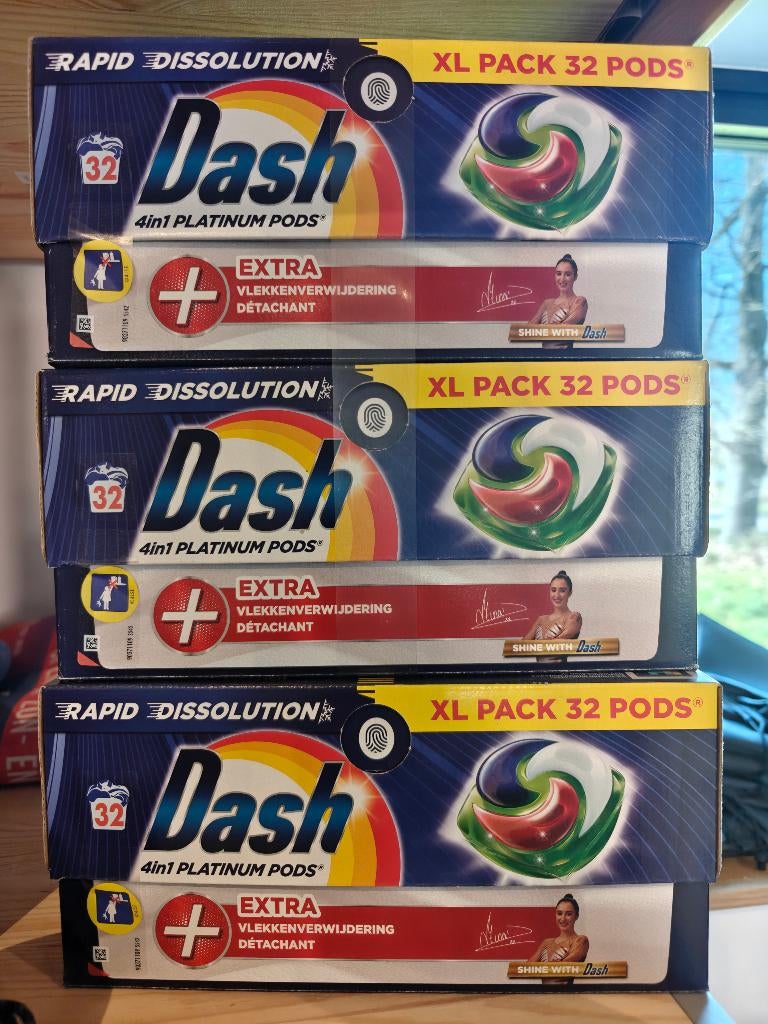 RAPID DISSOLUTION
XL PACK 32 PODS®
32
Dash
4in1 PLATINUM PODS®
EXTRA
VLEKKENVERWIJDERING
DÉTACHANT
SHINE WITH Dash
RAPID DISSOLUTION
XL PACK 32 PODS®
32
Dash
4in1 PLATINUM PODS®
EXTRA
VLEKKENVERWIJDERING
DÉTACHANT
SHINE WITH Dash
RAPID DISSOLUTION
XL PACK 32 PODS®
32
Dash
4in1 PLATINUM PODS®
EXTRA
VLEKKENVERWIJDERING
DÉTACHANT
SHINE WITH Dash